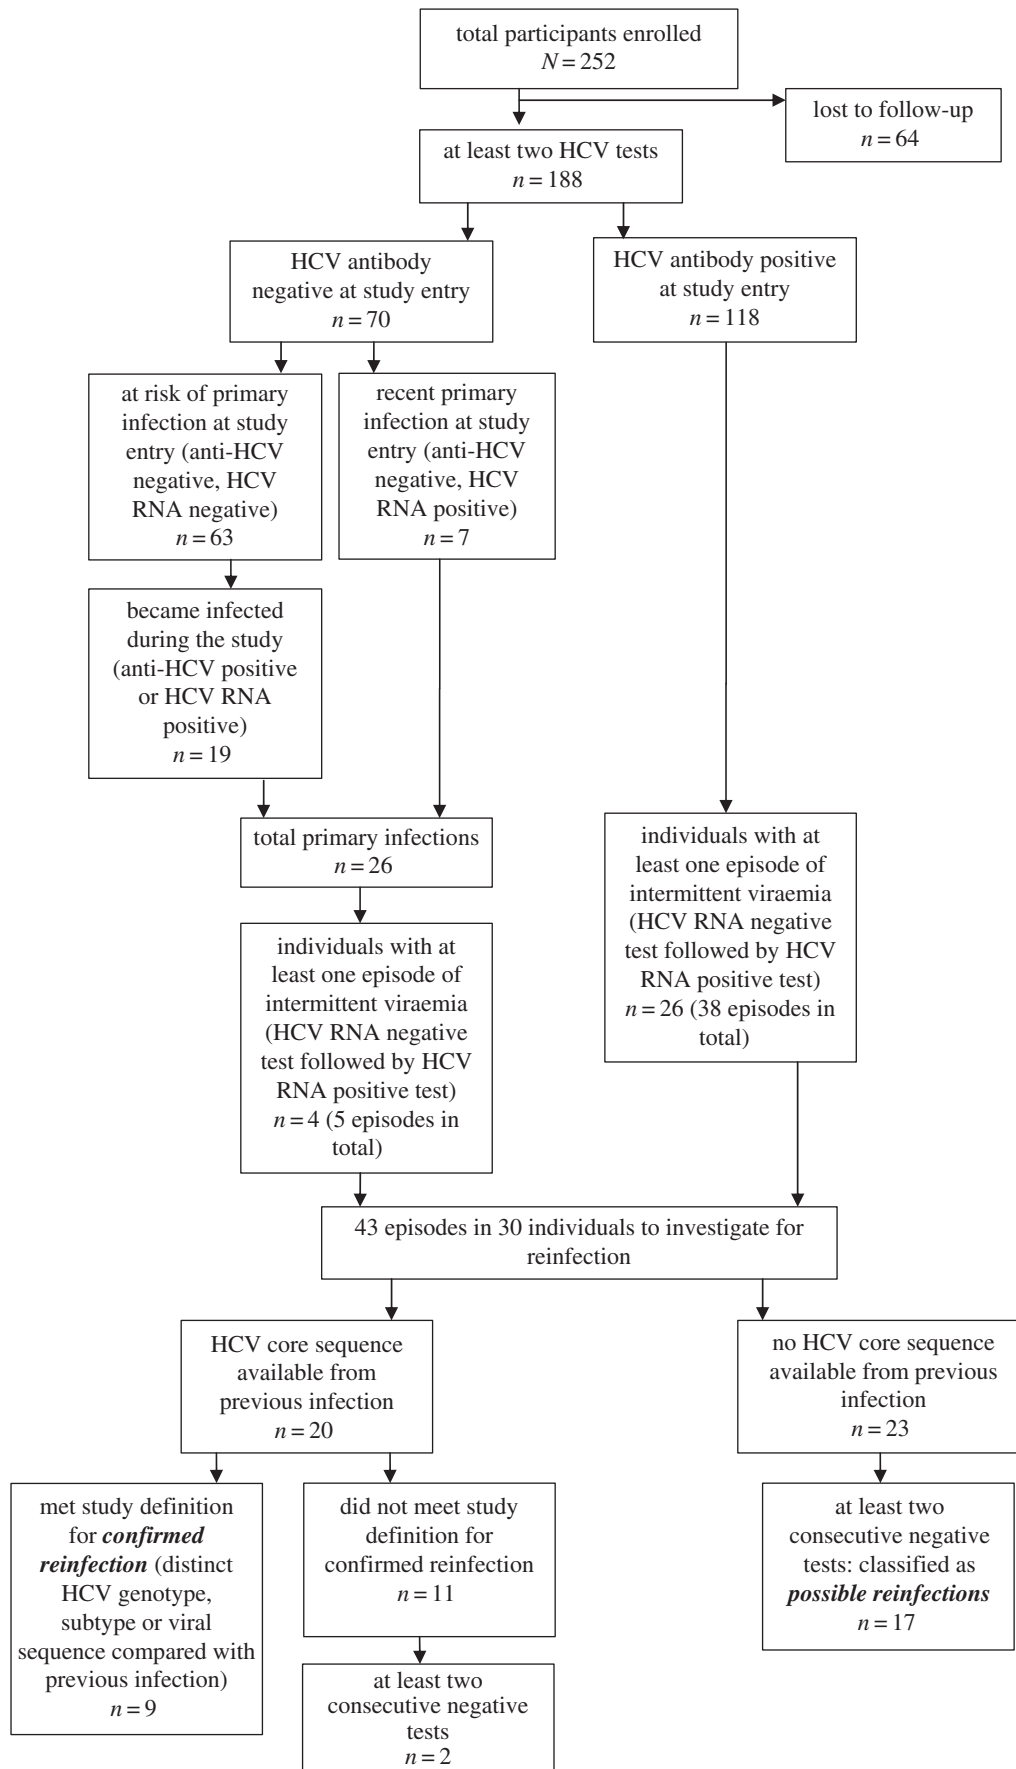 total participants enrolled
N = 252
lost to follow-up
n = 64
at least two HCV tests
n = 188
HCV antibody
negative at study entry
n = 70
HCV antibody positive
at study entry
n = 118
at risk of primary
infection at study
entry (anti-HCV
negative, HCV
RNA negative)
n = 63
recent primary
infection at study
entry (anti-HCV
negative, HCV
RNA positive)
n = 7
became infected
during the study
(anti-HCV positive
or HCV RNA
positive)
n = 19
total primary infections
n = 26
individuals with at
least one episode of
intermittent viraemia
(HCV RNA negative
test followed by HCV
RNA positive test)
n = 26 (38 episodes in
total)
individuals with at
least one episode of
intermittent viraemia
(HCV RNA negative
test followed by HCV
RNA positive test)
n = 4 (5 episodes in
total)
43 episodes in 30 individuals to investigate for
reinfection
HCV core sequence
available from
previous infection
n = 20
no HCV core sequence
available from previous
infection
n = 23
met study definition
for confirmed
reinfection (distinct
HCV genotype,
subtype or viral
sequence compared with
previous infection)
n = 9
did not meet study
definition for
confirmed reinfection
n = 11
at least two
consecutive negative
tests: classified as
possible reinfections
n = 17
at least two
consecutive negative
tests
n = 2